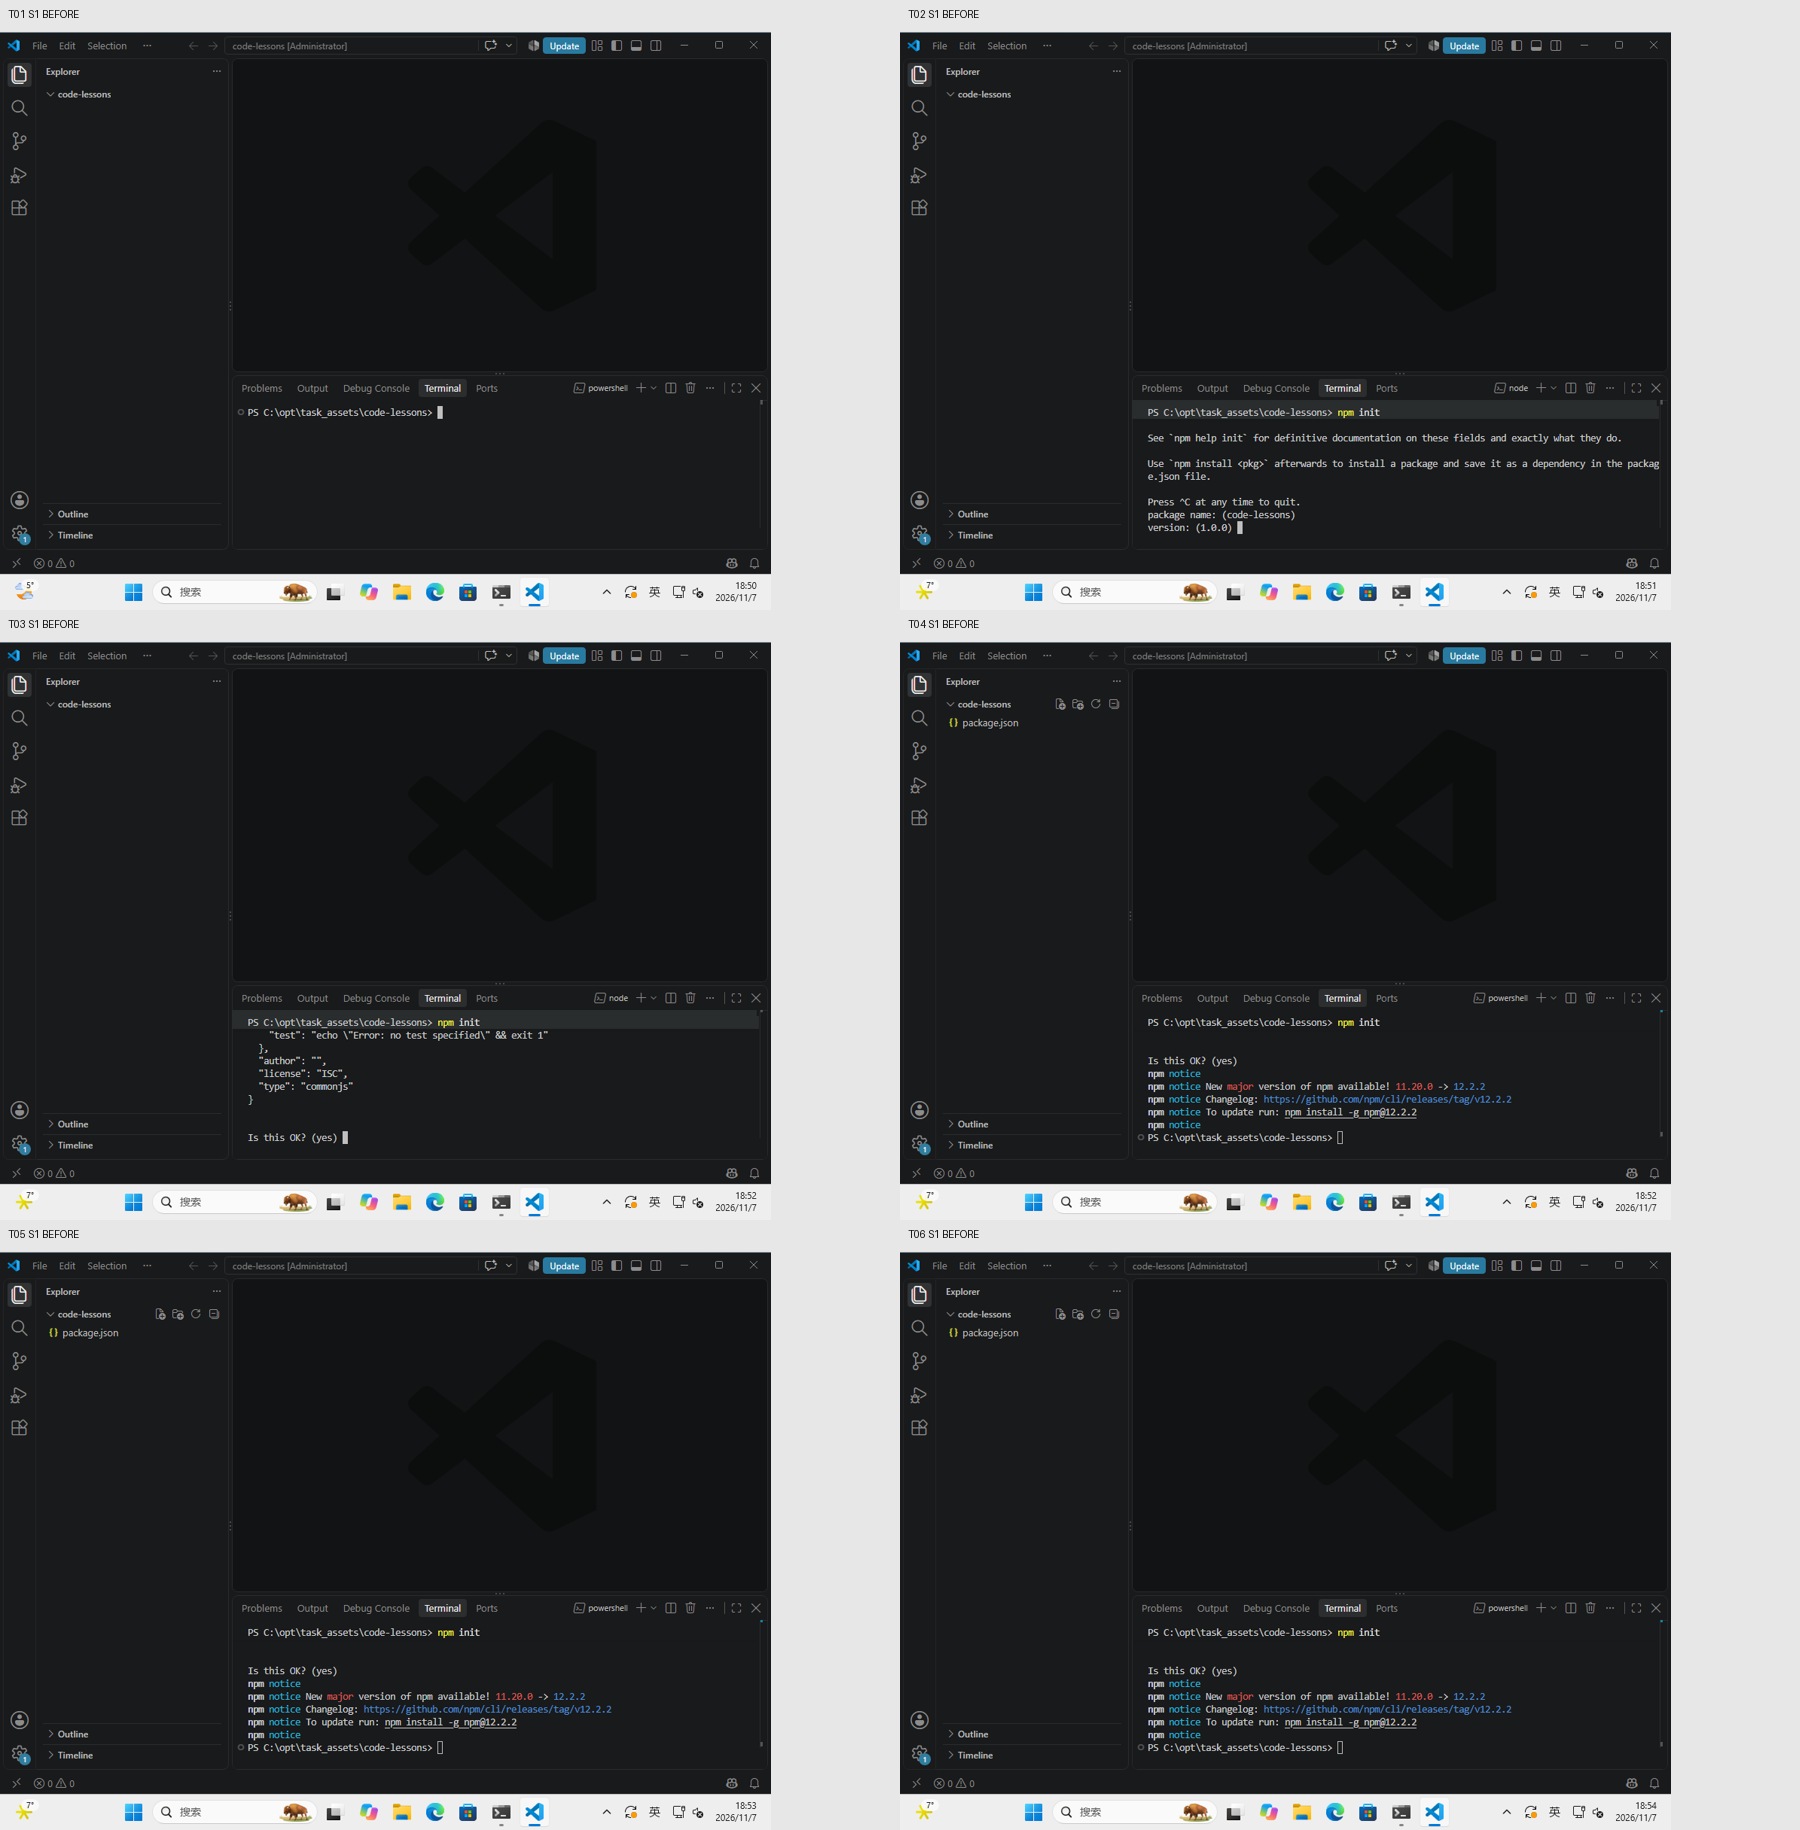 T01 S1 BEFORE
File Edit Selection ··· code-lessons [Administrator] Update
Explorer ···
code-lessons
Problems Output Debug Console Terminal Ports powershell
PS C:\opt\task_assets\code-lessons>
Outline
Timeline
1
0 0
5°
搜索
英
18:50
2026/11/7
T02 S1 BEFORE
File Edit Selection ··· code-lessons [Administrator] Update
Explorer ···
code-lessons
Problems Output Debug Console Terminal Ports node
PS C:\opt\task_assets\code-lessons> npm init
See `npm help init` for definitive documentation on these fields and exactly what they do.
Use `npm install <pkg>` afterwards to install a package and save it as a dependency in the packag
e.json file.
Press ^C at any time to quit.
package name: (code-lessons)
version: (1.0.0)
Outline
Timeline
1
0 0
7°
搜索
英
18:51
2026/11/7
T03 S1 BEFORE
File Edit Selection ··· code-lessons [Administrator] Update
Explorer ···
code-lessons
Problems Output Debug Console Terminal Ports node
PS C:\opt\task_assets\code-lessons> npm init
"test": "echo \"Error: no test specified\" && exit 1"
},
"author": "",
"license": "ISC",
"type": "commonjs"
}
Is this OK? (yes)
Outline
Timeline
1
0 0
7°
搜索
英
18:52
2026/11/7
T04 S1 BEFORE
File Edit Selection ··· code-lessons [Administrator] Update
Explorer ···
code-lessons
{} package.json
Problems Output Debug Console Terminal Ports powershell
PS C:\opt\task_assets\code-lessons> npm init
Is this OK? (yes)
npm notice
npm notice New major version of npm available! 11.20.0 -> 12.2.2
npm notice Changelog: https://github.com/npm/cli/releases/tag/v12.2.2
npm notice To update run: npm install -g npm@12.2.2
npm notice
PS C:\opt\task_assets\code-lessons>
Outline
Timeline
1
0 0
7°
搜索
英
18:52
2026/11/7
T05 S1 BEFORE
File Edit Selection ··· code-lessons [Administrator] Update
Explorer ···
code-lessons
{} package.json
Problems Output Debug Console Terminal Ports powershell
PS C:\opt\task_assets\code-lessons> npm init
Is this OK? (yes)
npm notice
npm notice New major version of npm available! 11.20.0 -> 12.2.2
npm notice Changelog: https://github.com/npm/cli/releases/tag/v12.2.2
npm notice To update run: npm install -g npm@12.2.2
npm notice
PS C:\opt\task_assets\code-lessons>
Outline
Timeline
1
0 0
7°
搜索
英
18:53
2026/11/7
T06 S1 BEFORE
File Edit Selection ··· code-lessons [Administrator] Update
Explorer ···
code-lessons
{} package.json
Problems Output Debug Console Terminal Ports powershell
PS C:\opt\task_assets\code-lessons> npm init
Is this OK? (yes)
npm notice
npm notice New major version of npm available! 11.20.0 -> 12.2.2
npm notice Changelog: https://github.com/npm/cli/releases/tag/v12.2.2
npm notice To update run: npm install -g npm@12.2.2
npm notice
PS C:\opt\task_assets\code-lessons>
Outline
Timeline
1
0 0
7°
搜索
英
18:54
2026/11/7